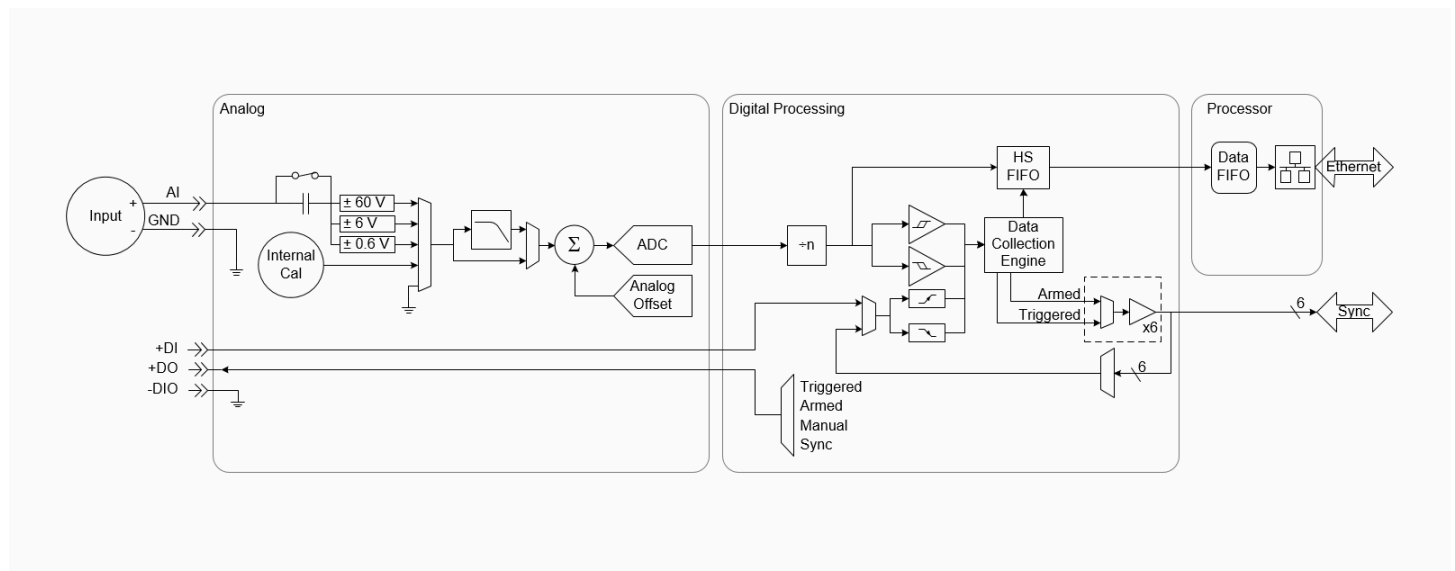 Analog
Digital Processing
Processor
HS
FIFO
Data
FIFO
Ethernet
AI
Input
+
-
GND
± 60 V
± 6 V
± 0.6 V
Internal
Cal
Σ
ADC
Analog
Offset
÷n
Data
Collection
Engine
Armed
Triggered
x6
6
Sync
6
+DI
+DO
-DIO
Triggered
Armed
Manual
Sync